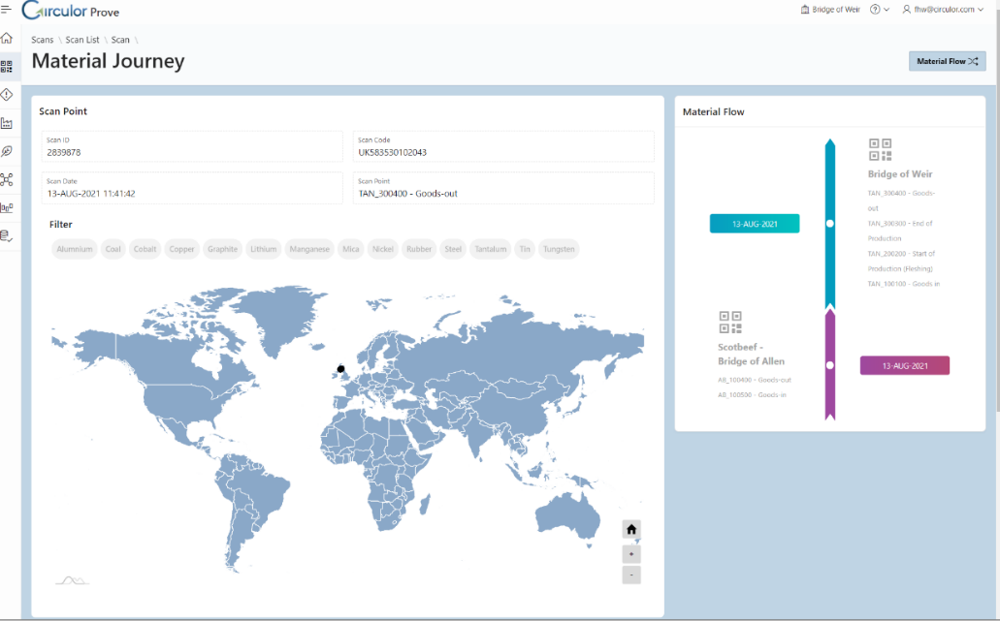 Circulor Prove
Bridge of Weir
fhw@circulor.com
Scans \ Scan List \ Scan \
Material Journey
Material Flow
Scan Point
Scan ID
2839878
Scan Code
UK583530102043
Scan Date
13-AUG-2021 11:41:42
Scan Point
TAN_300400 - Goods-out
Filter
Alumnium Coal Cobalt Copper Graphite Lithium Manganese Mica Nickel Rubber Steel Tantalum Tin Tungsten
+
-
Material Flow
13-AUG-2021
Bridge of Weir
TAN_300400 - Goods-
out
TAN_300300 - End of
Production
TAN_200200 - Start of
Production (Fleshing)
TAN_100100 - Goods in
Scotbeef -
Bridge of Allen
AB_100400 - Goods-out
AB_100500 - Goods-in
13-AUG-2021